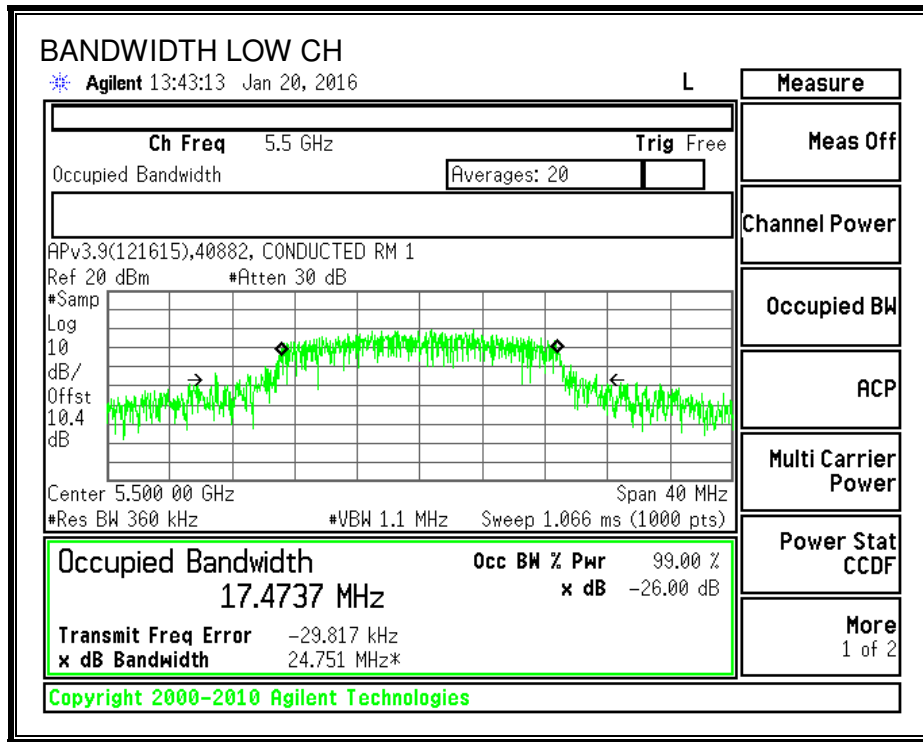 BANDWIDTH LOW CH
Agilent 13:43:13 Jan 20, 2016 L
Measure
Ch Freq 5.5 GHz Trig Free
Meas Off
Occupied Bandwidth Averages: 20
Channel Power
APv3.9(121615),40882, CONDUCTED RM 1
Ref 20 dBm #Atten 30 dB
#Samp
Log
10
dB/
Offst
10.4
dB
Occupied BW
ACP
Multi Carrier
Power
Center 5.500 00 GHz Span 40 MHz
#Res BW 360 kHz #VBW 1.1 MHz Sweep 1.066 ms (1000 pts)
Power Stat
CCDF
Occupied Bandwidth Occ BW % Pwr 99.00 %
17.4737 MHz x dB -26.00 dB
Transmit Freq Error -29.817 kHz
x dB Bandwidth 24.751 MHz*
More
1 of 2
Copyright 2000-2010 Agilent Technologies